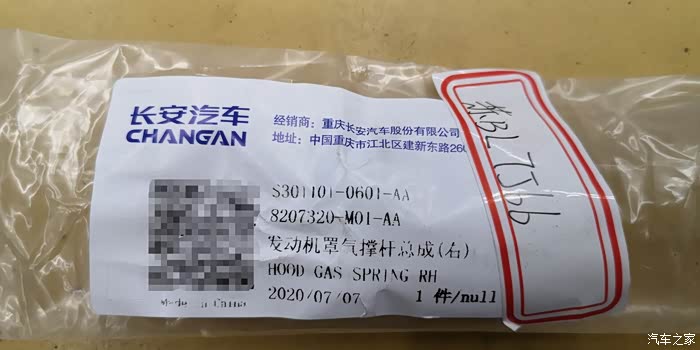 长安汽车
CHANGAN
经销商：重庆长安汽车股份有限公司
地址：中国重庆市江北区建新东路260
S301101-0601-AA
8207320-M01-AA
发动机罩气撑杆总成(右)
HOOD GAS SPRING RH
2020/07/07 1 件/null
汽车之家